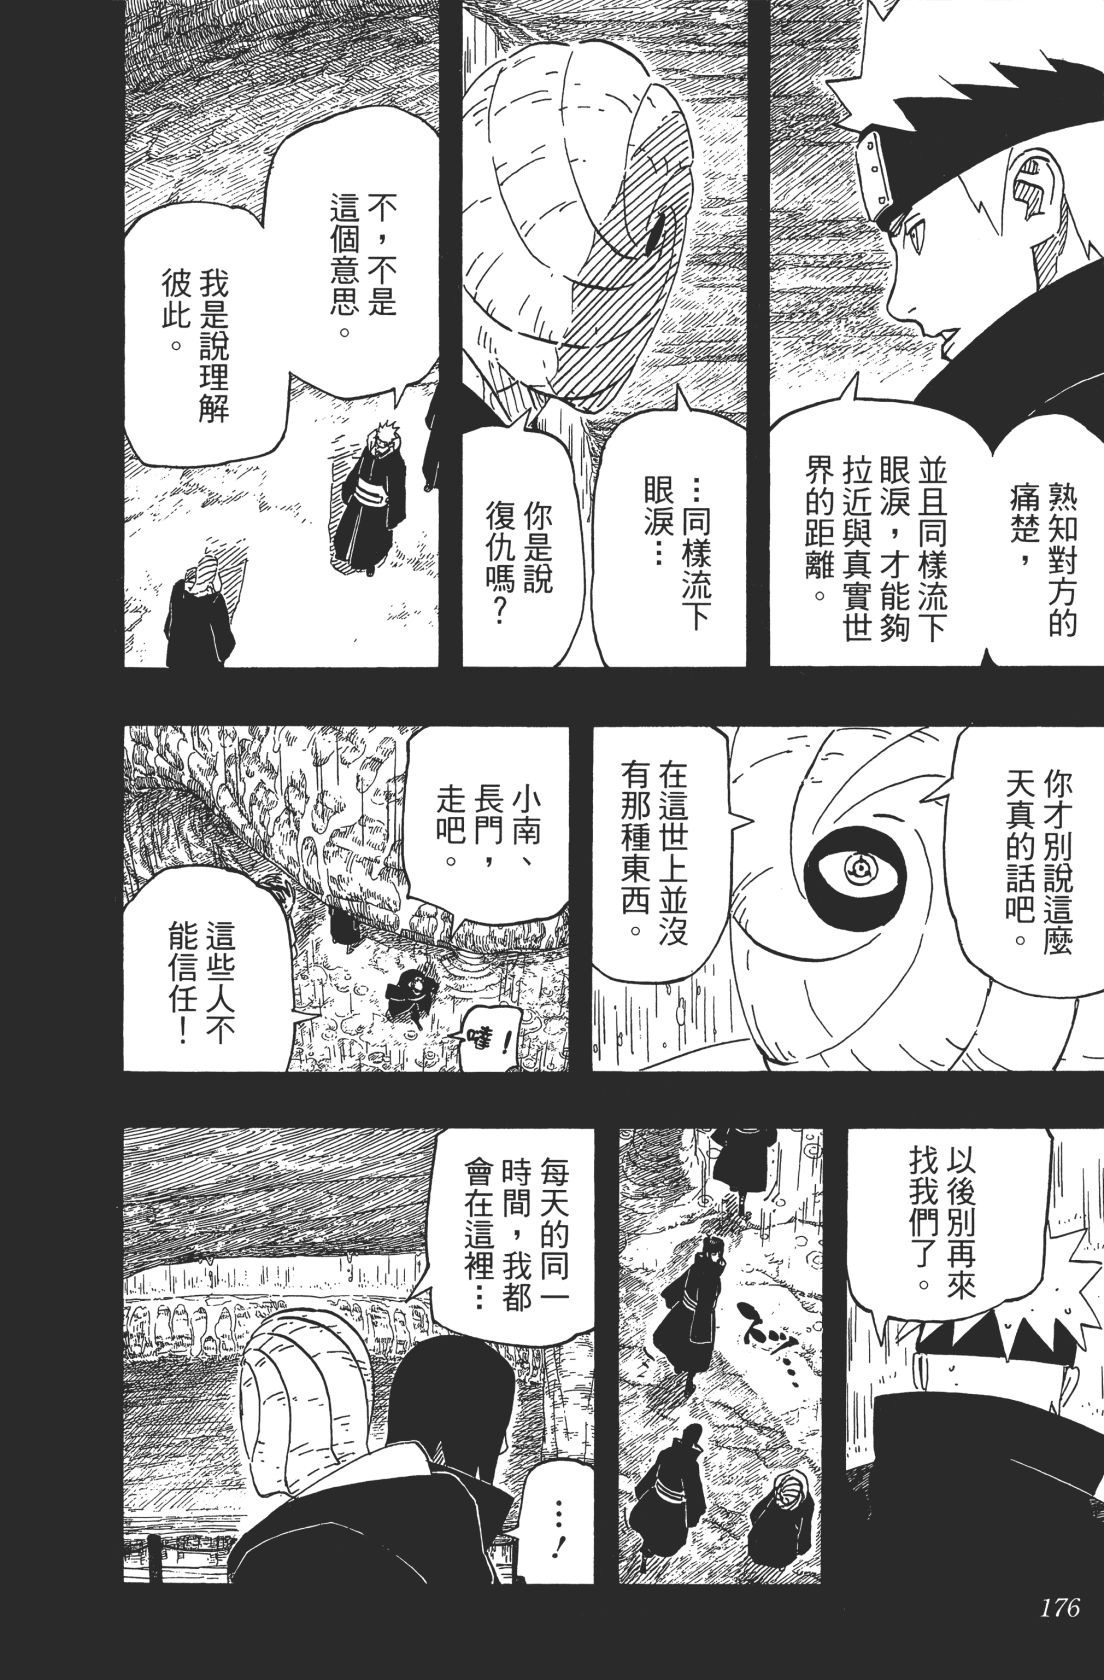 熟知對方的
痛楚，
並且同樣流下
眼淚，才能夠
拉近與真實世
界的距離。
…同樣流下
眼淚…
你是說
復仇嗎？
不，不是
這個意思。
我是說理解
彼此。
你才別說這麼
天真的話吧。
在這世上並沒
有那種東西。
小南、
長門，
走吧。
嘩！
這些人不
能信任！
以後別再來
找我們了。
スッ
每天的同一
時間，我都
會在這裡…
…！
176